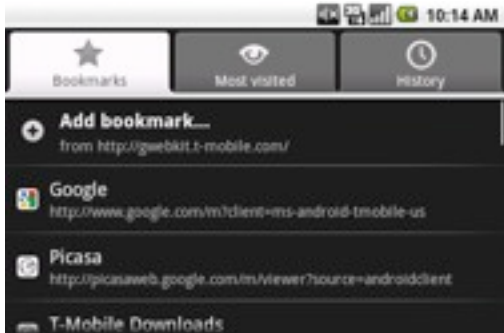 10:14 AM
Bookmarks Most visited History
Add bookmark...
from http://gwebkit.t-mobile.com/
Google
http://www.google.com/m?client=ms-android-tmobile-us
Picasa
http://picasaweb.google.com/m/viewer?source=androidclient
T-Mobile Downloads